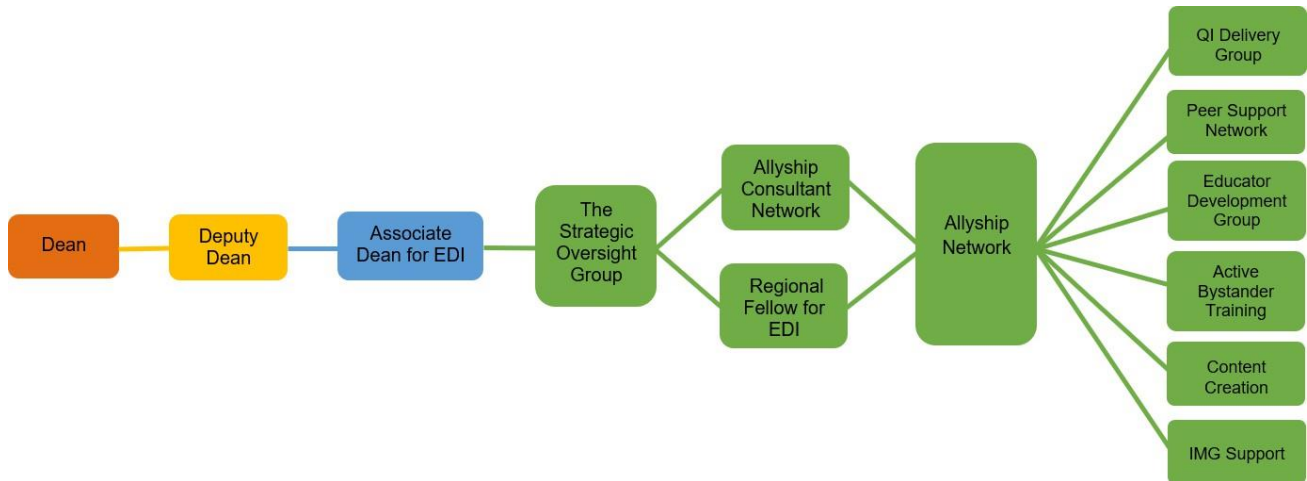 Dean
Deputy
Dean
Associate
Dean for EDI
The
Strategic
Oversight
Group
Allyship
Consultant
Network
Regional
Fellow for
EDI
Allyship
Network
QI Delivery
Group
Peer Support
Network
Educator
Development
Group
Active
Bystander
Training
Content
Creation
IMG Support